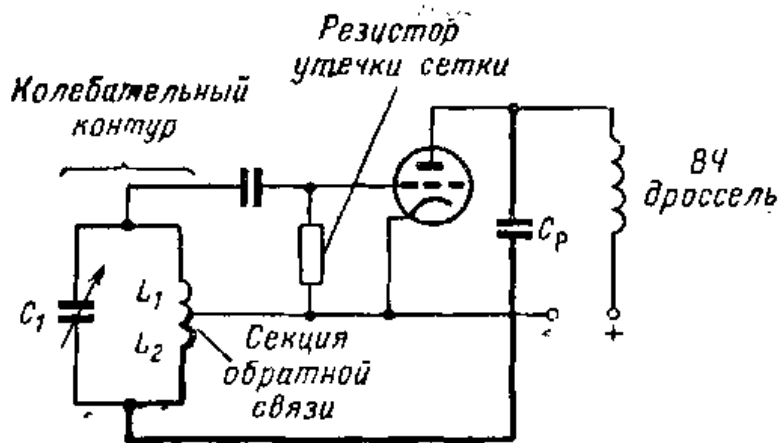 Резистор
утечки сетки
Колебательный
контур
ВЧ
дроссель
Cр
C1
L1
L2
Секция
обратной
связи
-
+